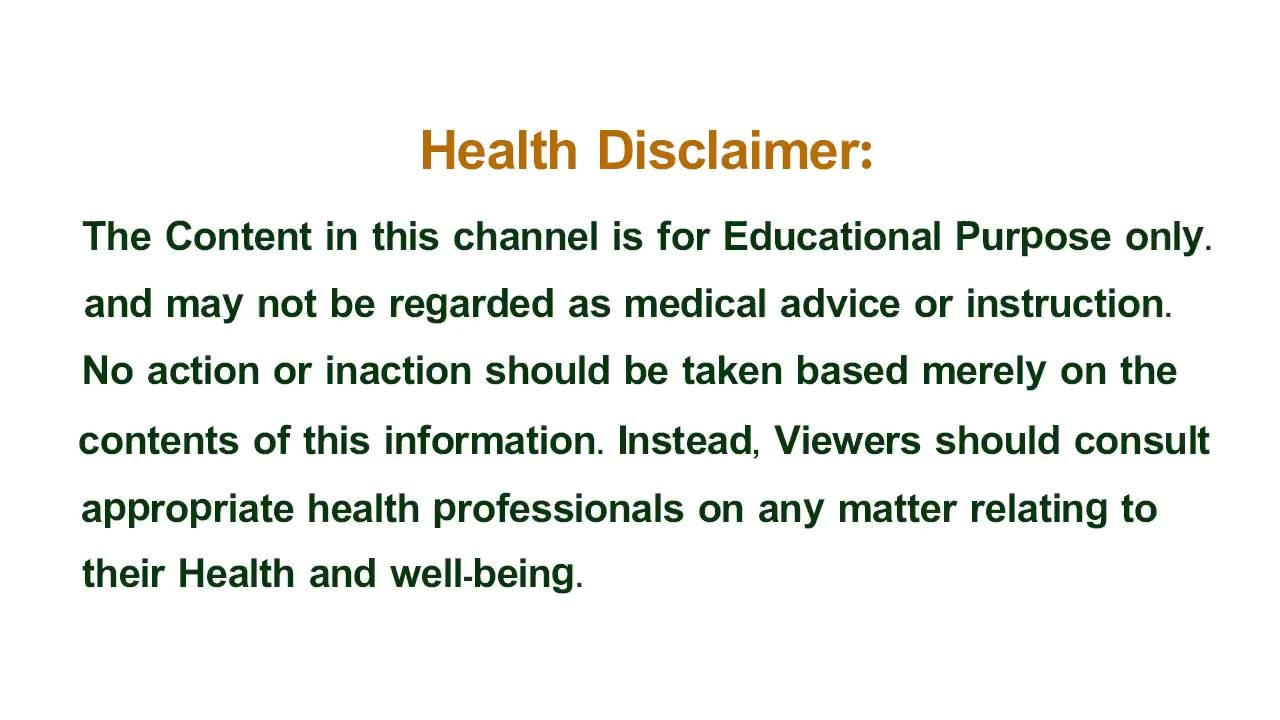 Health Disclaimer:
The Content in this channel is for Educational Purpose only.
and may not be regarded as medical advice or instruction.
No action or inaction should be taken based merely on the
contents of this information. Instead, Viewers should consult
appropriate health professionals on any matter relating to
their Health and well-being.